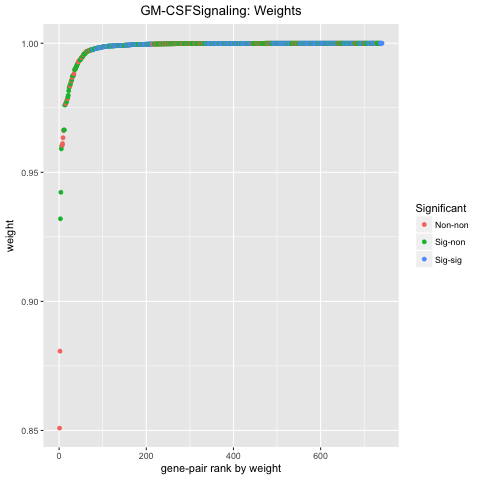 GM-CSFSignaling: Weights
1.00
0.95
0.90
0.85
weight
0
200
400
600
gene-pair rank by weight
Significant
Non-non
Sig-non
Sig-sig